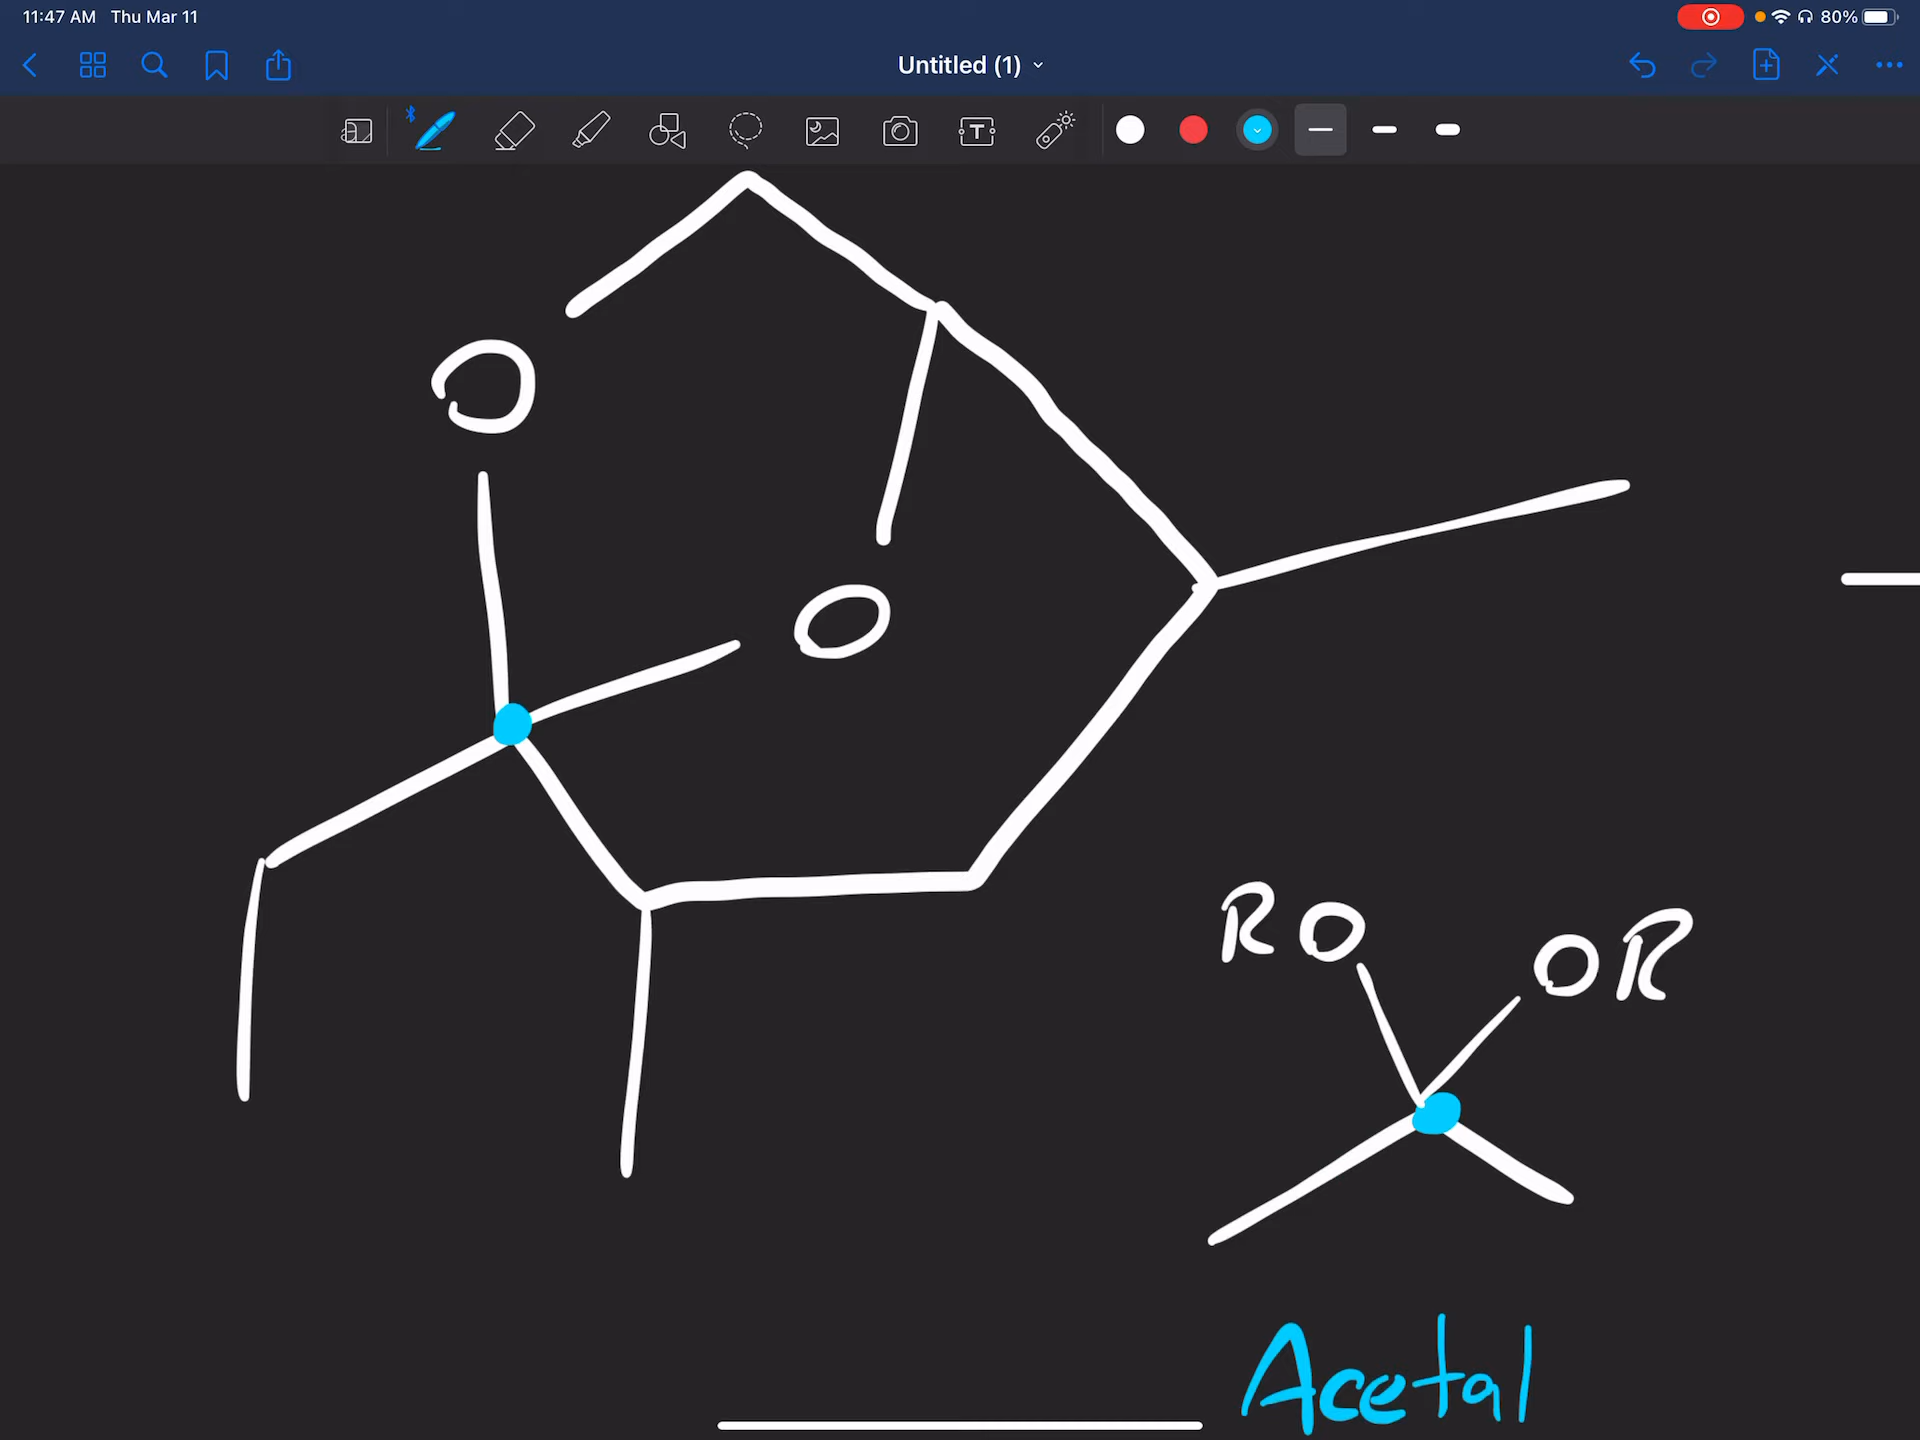 11:47 AM Thu Mar 11
80%
Untitled (1)
T
O
O
RO
OR
Acetal